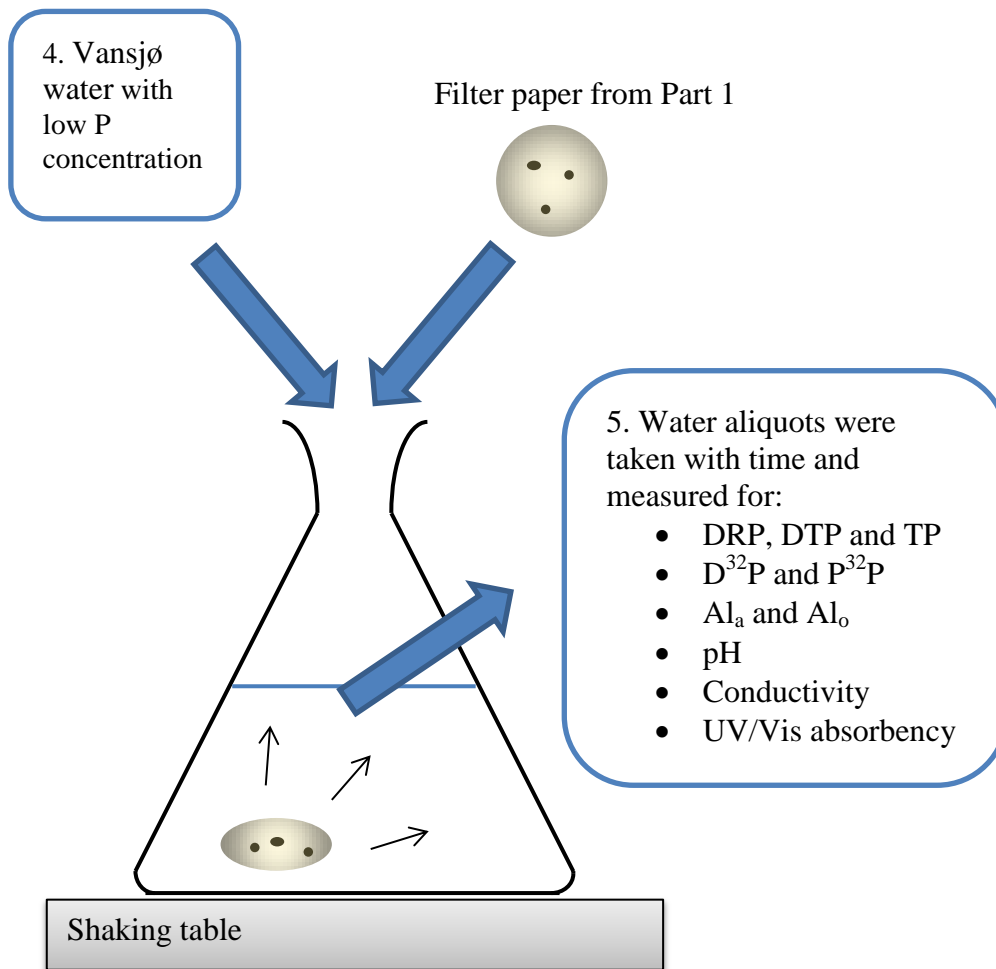 4. Vansjø
water with
low P
concentration
Filter paper from Part 1
5. Water aliquots were
taken with time and
measured for:
• DRP, DTP and TP
• D³²P and P³²P
• Alₐ and Alₒ
• pH
• Conductivity
• UV/Vis absorbency
Shaking table